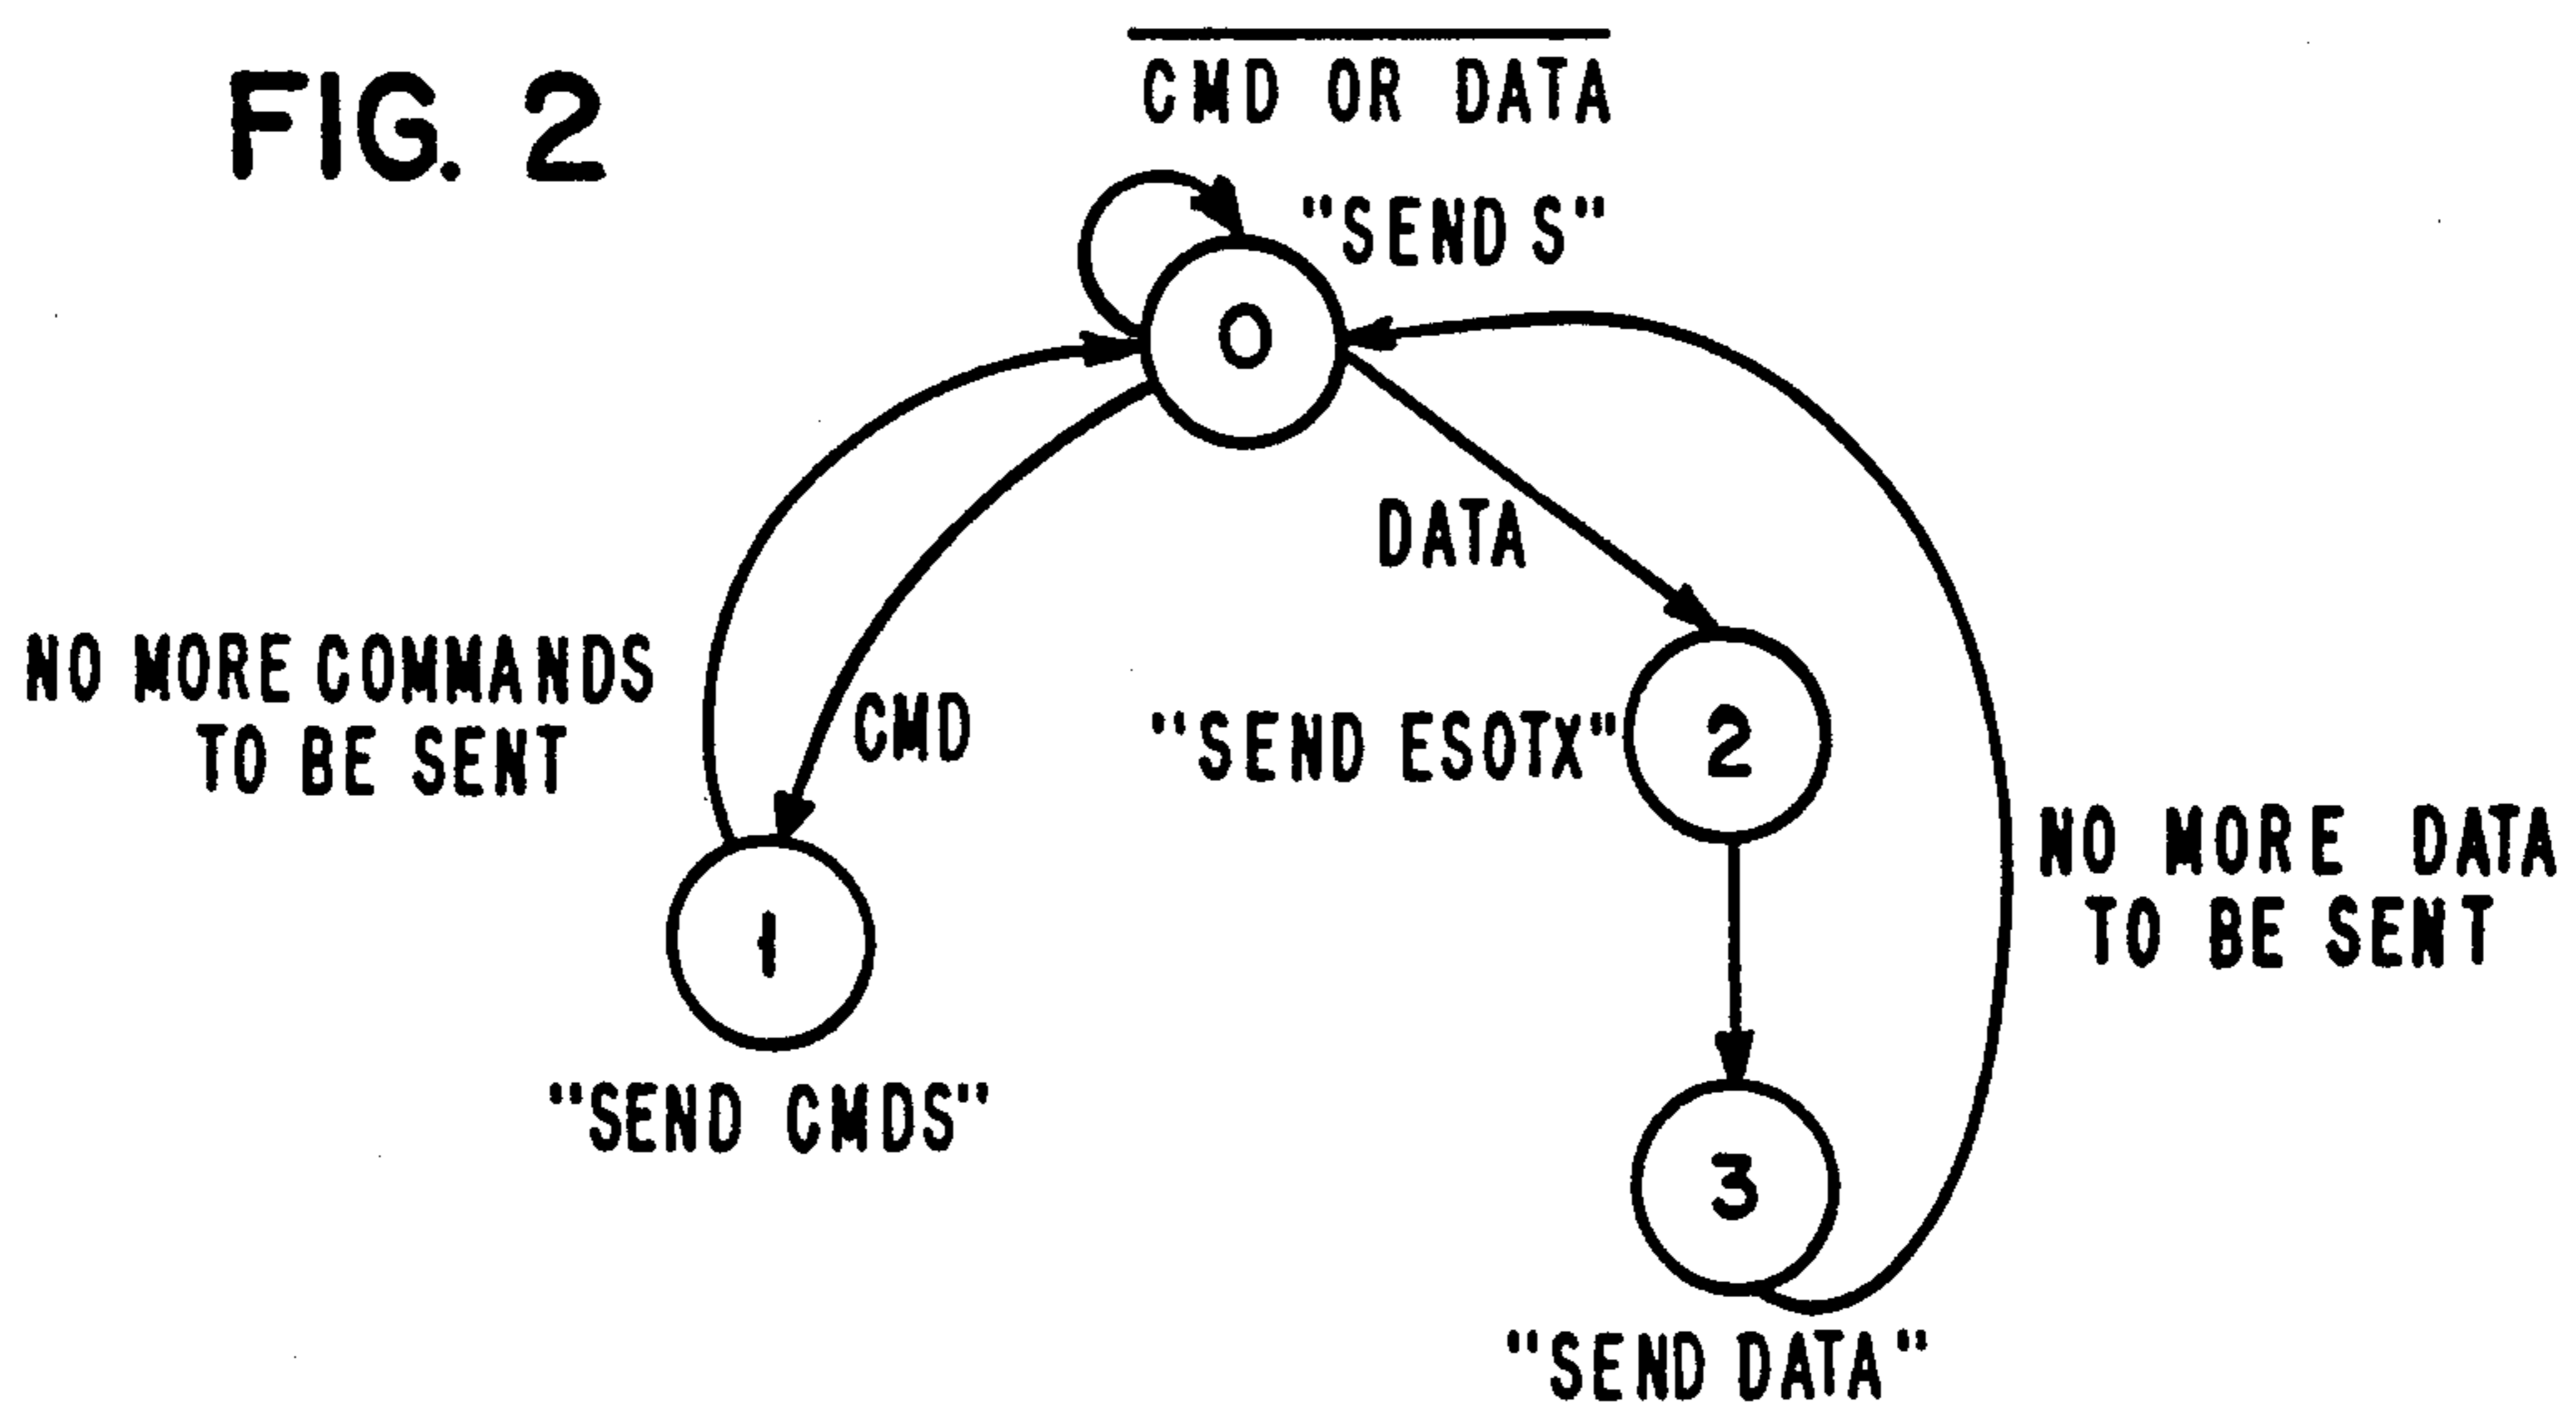 FIG. 2
CMD OR DATA
"SEND S"
0
DATA
NO MORE COMMANDS
TO BE SENT
CMD
"SEND ESOTX"
2
NO MORE DATA
TO BE SENT
1
"SEND CMDS"
3
"SEND DATA"